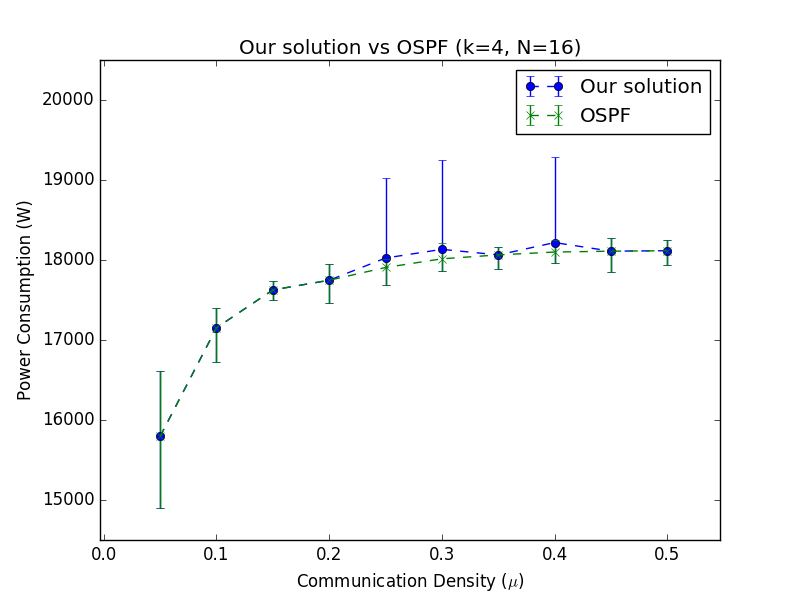 Our solution vs OSPF (k=4, N=16)
Our solution
OSPF
20000
19000
18000
17000
16000
15000
Power Consumption (W)
0.0 0.1 0.2 0.3 0.4 0.5
Communication Density (μ)